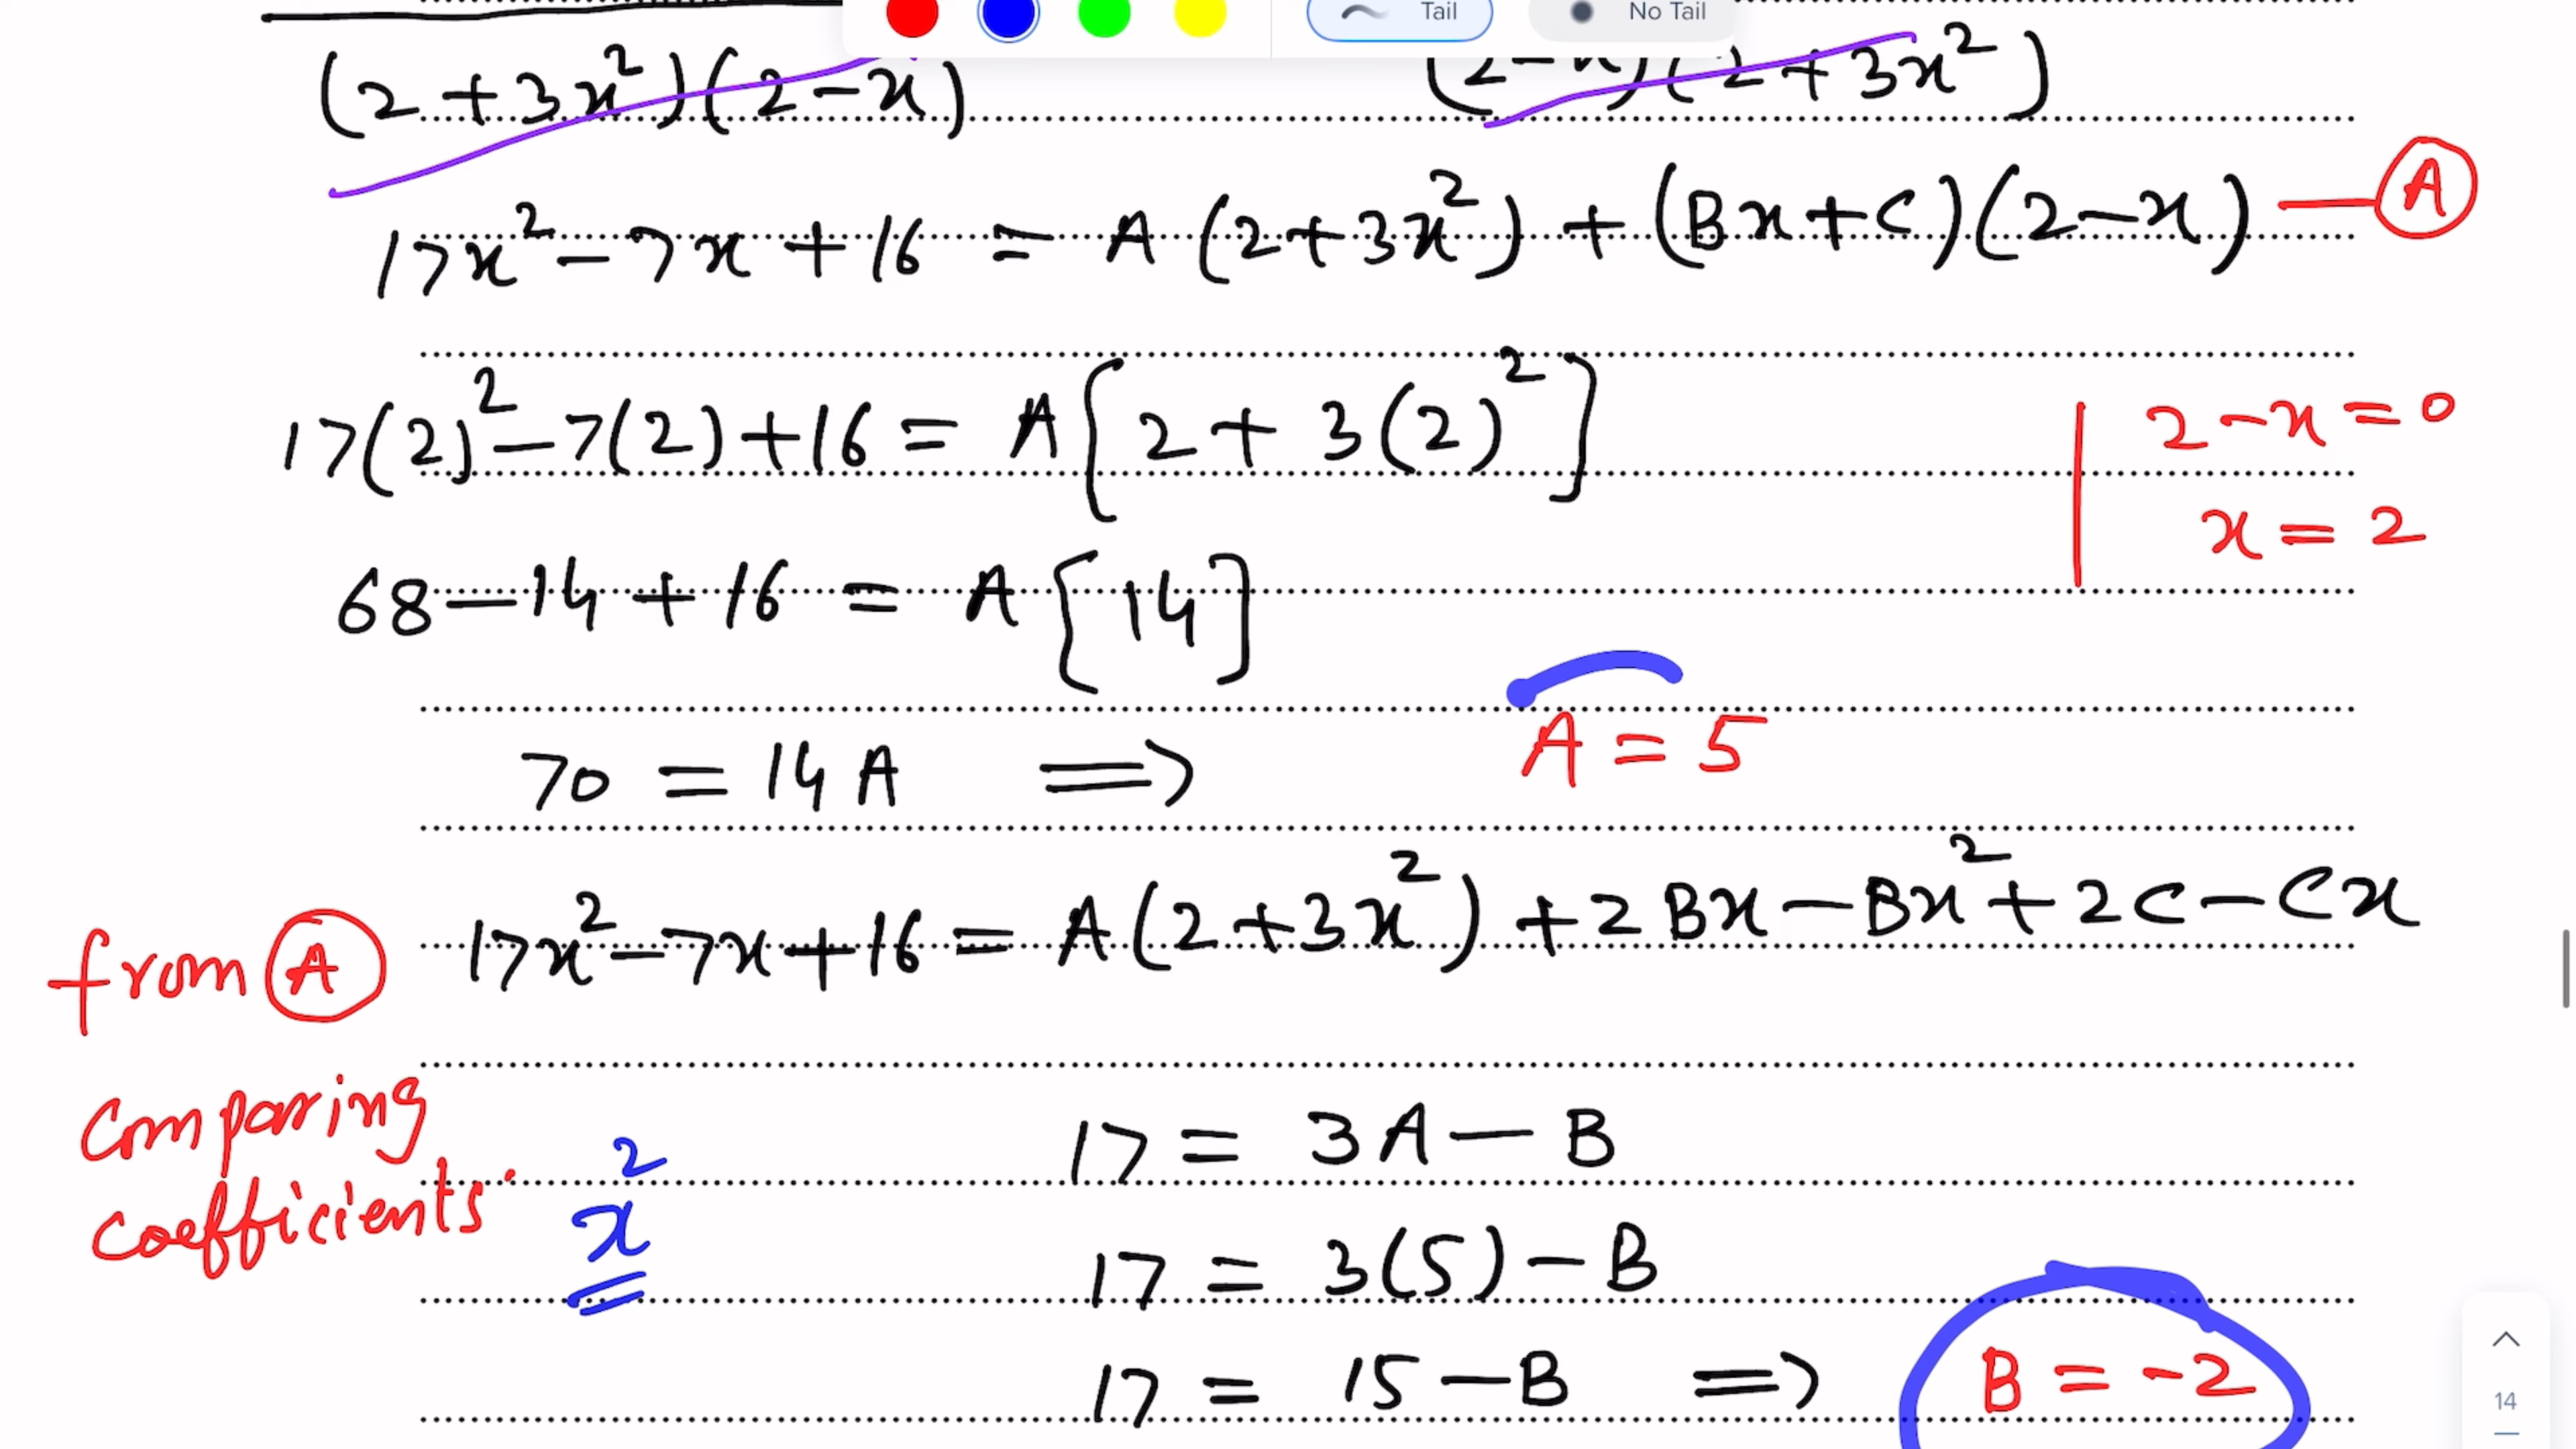 Tail No Tail
(2+3x²)(2-x) (2-x)(2+3x²)
17x²-7x+16 = A(2+3x²)+(Bx+C)(2-x) — A
17(2)²-7(2)+16 = A[2+3(2)²]
2-x=0
x=2
68-14+16 = A[14]
70 = 14A ⟹ A=5
from A 17x²-7x+16 = A(2+3x²)+2Bx-Bx²+2C-Cx
Comparing
coefficients. x²
17 = 3A-B
17 = 3(5)-B
17 = 15-B ⟹ B=-2
14